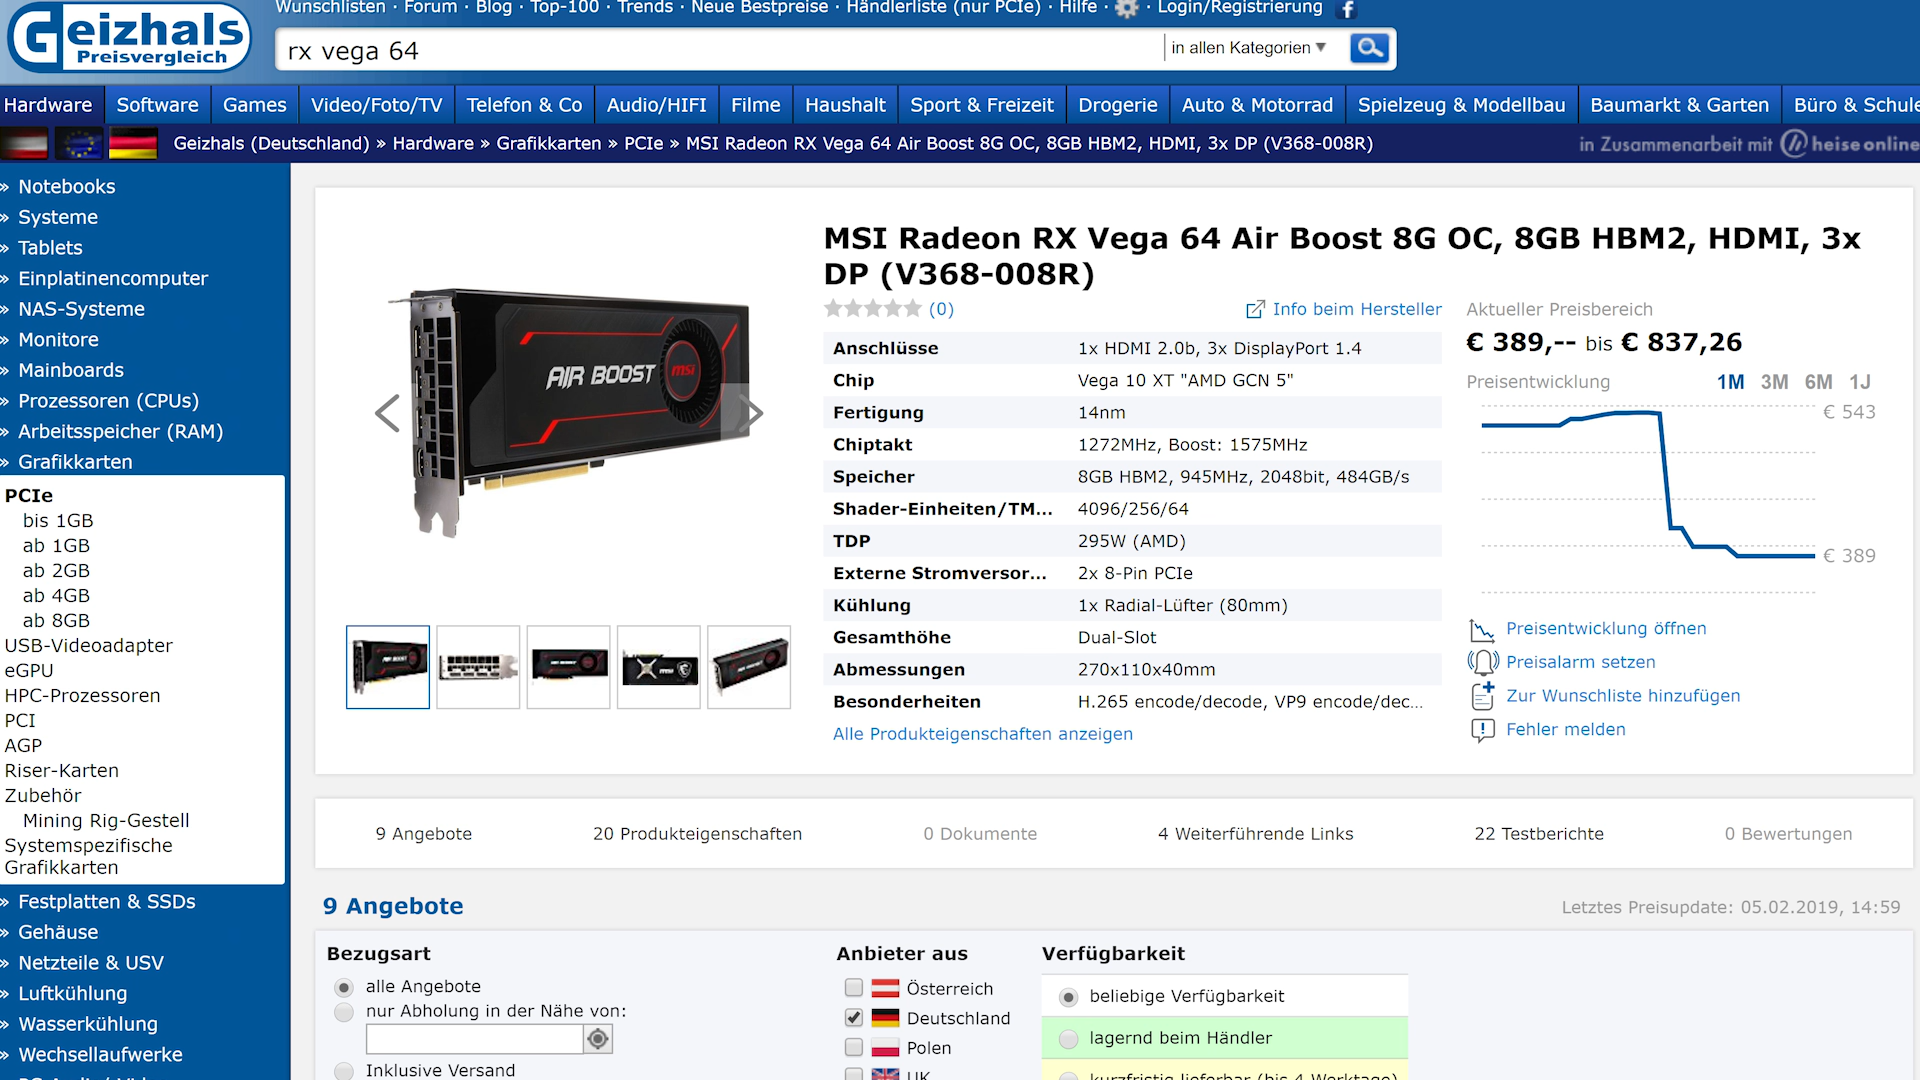 Wunschlisten · Forum · Blog · Top-100 · Trends · Neue Bestpreise · Händlerliste (nur PCIe) · Hilfe · · Login/Registrierung f
Geizhals
Preisvergleich
rx vega 64
in allen Kategorien ▼
Hardware Software Games Video/Foto/TV Telefon & Co Audio/HIFI Filme Haushalt Sport & Freizeit Drogerie Auto & Motorrad Spielzeug & Modellbau Baumarkt & Garten Büro & Schule
Geizhals (Deutschland) » Hardware » Grafikkarten » PCIe » MSI Radeon RX Vega 64 Air Boost 8G OC, 8GB HBM2, HDMI, 3x DP (V368-008R)
in Zusammenarbeit mit heise online
» Notebooks
» Systeme
» Tablets
» Einplatinencomputer
» NAS-Systeme
» Monitore
» Mainboards
» Prozessoren (CPUs)
» Arbeitsspeicher (RAM)
» Grafikkarten
PCIe
bis 1GB
ab 1GB
ab 2GB
ab 4GB
ab 8GB
USB-Videoadapter
eGPU
HPC-Prozessoren
PCI
AGP
Riser-Karten
Zubehör
Mining Rig-Gestell
Systemspezifische
Grafikkarten
» Festplatten & SSDs
» Gehäuse
» Netzteile & USV
» Luftkühlung
» Wasserkühlung
» Wechsellaufwerke
AIR BOOST
msi
MSI Radeon RX Vega 64 Air Boost 8G OC, 8GB HBM2, HDMI, 3x
DP (V368-008R)
(0)
Info beim Hersteller
Anschlüsse 1x HDMI 2.0b, 3x DisplayPort 1.4
Chip Vega 10 XT "AMD GCN 5"
Fertigung 14nm
Chiptakt 1272MHz, Boost: 1575MHz
Speicher 8GB HBM2, 945MHz, 2048bit, 484GB/s
Shader-Einheiten/TM... 4096/256/64
TDP 295W (AMD)
Externe Stromversor... 2x 8-Pin PCIe
Kühlung 1x Radial-Lüfter (80mm)
Gesamthöhe Dual-Slot
Abmessungen 270x110x40mm
Besonderheiten H.265 encode/decode, VP9 encode/dec...
Alle Produkteigenschaften anzeigen
Aktueller Preisbereich
€ 389,-- bis € 837,26
Preisentwicklung 1M 3M 6M 1J
€ 543
€ 389
Preisentwicklung öffnen
Preisalarm setzen
Zur Wunschliste hinzufügen
Fehler melden
9 Angebote 20 Produkteigenschaften 0 Dokumente 4 Weiterführende Links 22 Testberichte 0 Bewertungen
9 Angebote
Letztes Preisupdate: 05.02.2019, 14:59
Bezugsart
alle Angebote
nur Abholung in der Nähe von:
Inklusive Versand
Anbieter aus
Österreich
Deutschland
Polen
UK
Verfügbarkeit
beliebige Verfügbarkeit
lagernd beim Händler
kurzfristig lieferbar (bis 4 Werktage)